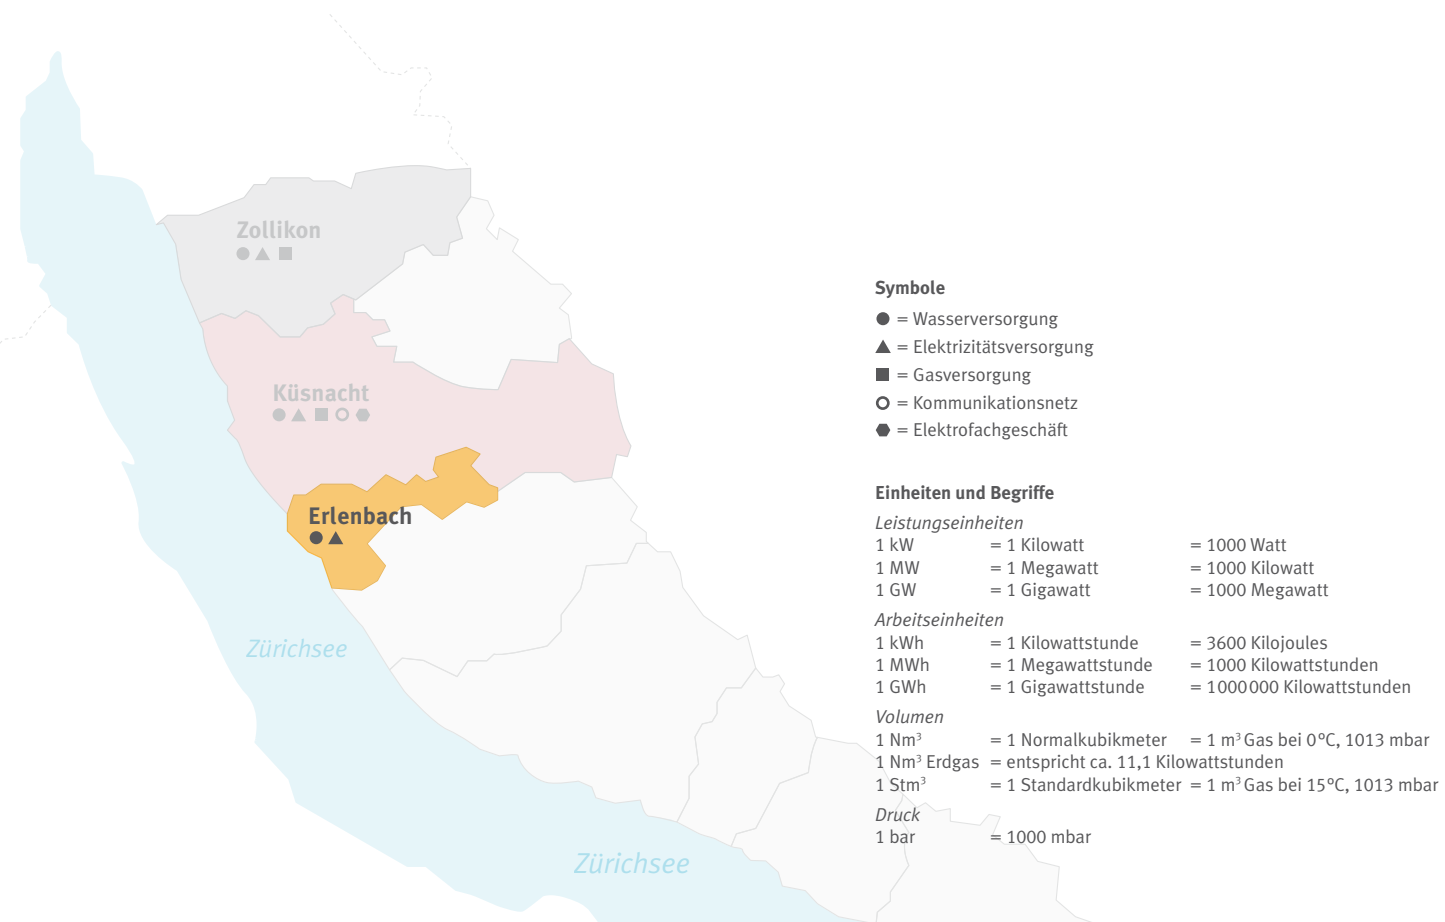 Zollikon
Küsnacht
Erlenbach
Zürichsee
Zürichsee
Symbole
● = Wasserversorgung
▲ = Elektrizitätsversorgung
■ = Gasversorgung
○ = Kommunikationsnetz
⬣ = Elektrofachgeschäft
Einheiten und Begriffe
Leistungseinheiten
1 kW = 1 Kilowatt = 1000 Watt
1 MW = 1 Megawatt = 1000 Kilowatt
1 GW = 1 Gigawatt = 1000 Megawatt
Arbeitseinheiten
1 kWh = 1 Kilowattstunde = 3600 Kilojoules
1 MWh = 1 Megawattstunde = 1000 Kilowattstunden
1 GWh = 1 Gigawattstunde = 1000000 Kilowattstunden
Volumen
1 Nm³ = 1 Normalkubikmeter = 1 m³ Gas bei 0°C, 1013 mbar
1 Nm³ Erdgas = entspricht ca. 11,1 Kilowattstunden
1 Stm³ = 1 Standardkubikmeter = 1 m³ Gas bei 15°C, 1013 mbar
Druck
1 bar = 1000 mbar